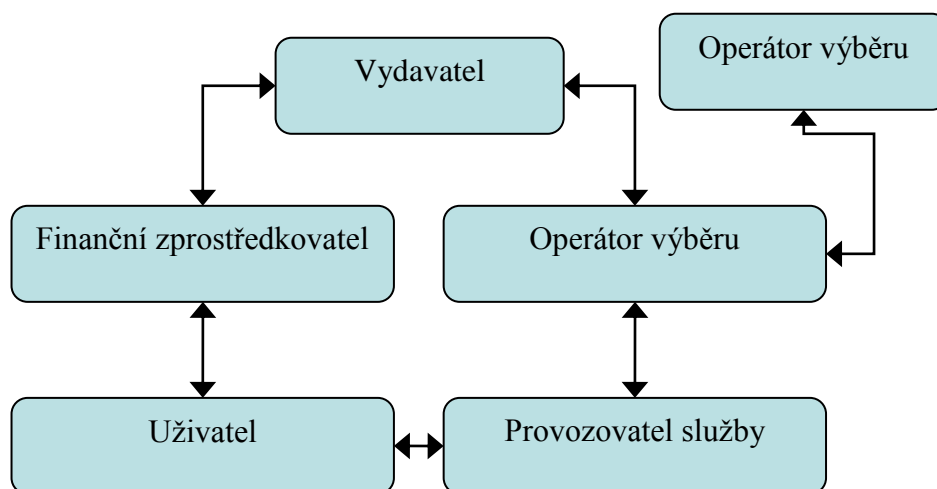 Vydavatel
Operátor výběru
Finanční zprostředkovatel
Operátor výběru
Uživatel
Provozovatel služby